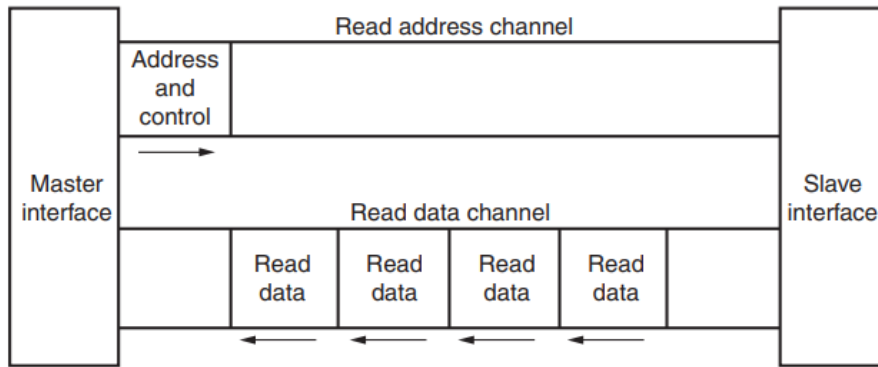 Read address channel
Address
and
control
Master
interface
Slave
interface
Read data channel
Read
data
Read
data
Read
data
Read
data